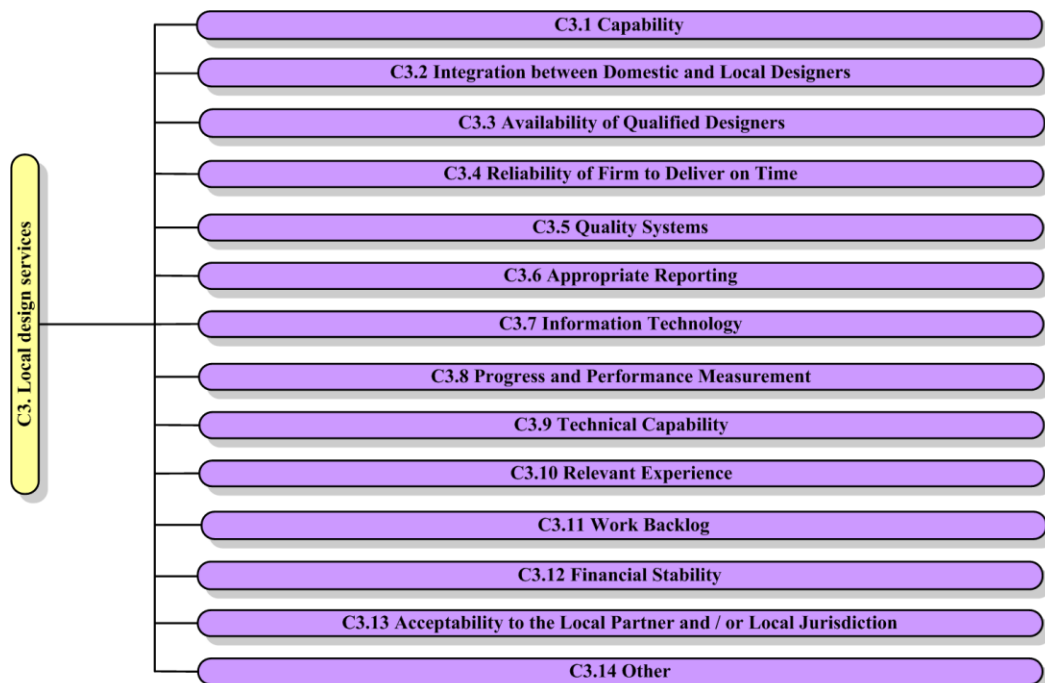 C3. Local design services
C3.1 Capability
C3.2 Integration between Domestic and Local Designers
C3.3 Availability of Qualified Designers
C3.4 Reliability of Firm to Deliver on Time
C3.5 Quality Systems
C3.6 Appropriate Reporting
C3.7 Information Technology
C3.8 Progress and Performance Measurement
C3.9 Technical Capability
C3.10 Relevant Experience
C3.11 Work Backlog
C3.12 Financial Stability
C3.13 Acceptability to the Local Partner and / or Local Jurisdiction
C3.14 Other